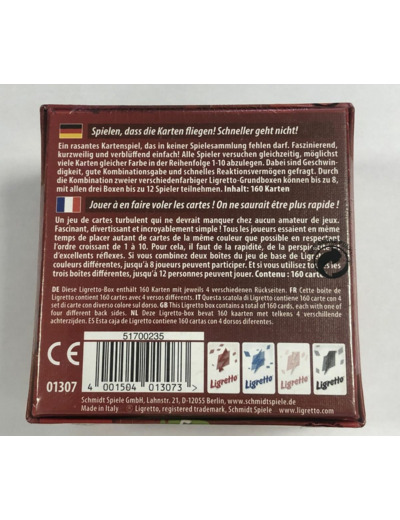 Spielen, dass die Karten fliegen! Schneller geht nicht!
Ein rasantes Kartenspiel, das in keiner Spielesammlung fehlen darf. Faszinierend,
kurzweilig und verblüffend einfach! Alle Spieler versuchen gleichzeitig, möglichst
viele Karten gleicher Farbe in der Reihenfolge 1-10 abzulegen. Dabei sind Geschwin-
digkeit, gute Kombinationsgabe und schnelles Reaktionsvermögen gefragt. Durch
die Kombination zweier verschiedenfarbiger Ligretto-Grundboxen können bis zu 8,
mit allen drei Boxen bis zu 12 Spieler teilnehmen. Inhalt: 160 Karten
Jouer à en faire voler les cartes ! On ne saurait être plus rapide !
Un jeu de cartes turbulent qui ne devrait manquer chez aucun amateur de jeux.
Fascinant, divertissant et incroyablement simple ! Tous les joueurs essaient en même
temps de placer autant de cartes de la même couleur que possible en respectant
l'ordre croissant de 1 à 10. Pour cela, il faut de la rapidité, de la perspi
d'excellents réflexes. Si vous combinez deux boîtes du jeu de base de Ligretto
couleurs différentes, jusqu'à 8 joueurs peuvent participer. Et si vous utilisez les
trois boîtes différentes, jusqu'à 12 personnes peuvent jouer. Contenu : 160 cartes
DE Diese Ligretto-Box enthält 160 Karten mit jeweils 4 verschiedenen Rückseiten. FR Cette boîte de
Ligretto contient 160 cartes avec 4 versos différents. IT Questa scatola di Ligretto contiene 160 carte con 4
set di carte con diverso colore sul dorso. GB This Ligretto box contains a total of 160 cards, each with one of
four different back sides. NL Deze Ligretto-box bevat 160 kaarten met telkens 4 verschillende
achterzijden. ES Esta caja de Ligretto contiene 160 cartas con 4 dorsos diferentes.
CE
01307
51700235
4 001504 013073 >
Ligretto Ligretto Ligretto Ligretto
Schmidt Spiele GmbH, Lahnstr. 21, D-12055 Berlin, www.schmidtspiele.de
Made in Italy Ligretto, registered trademark, Schmidt Spiele www.ligretto.com